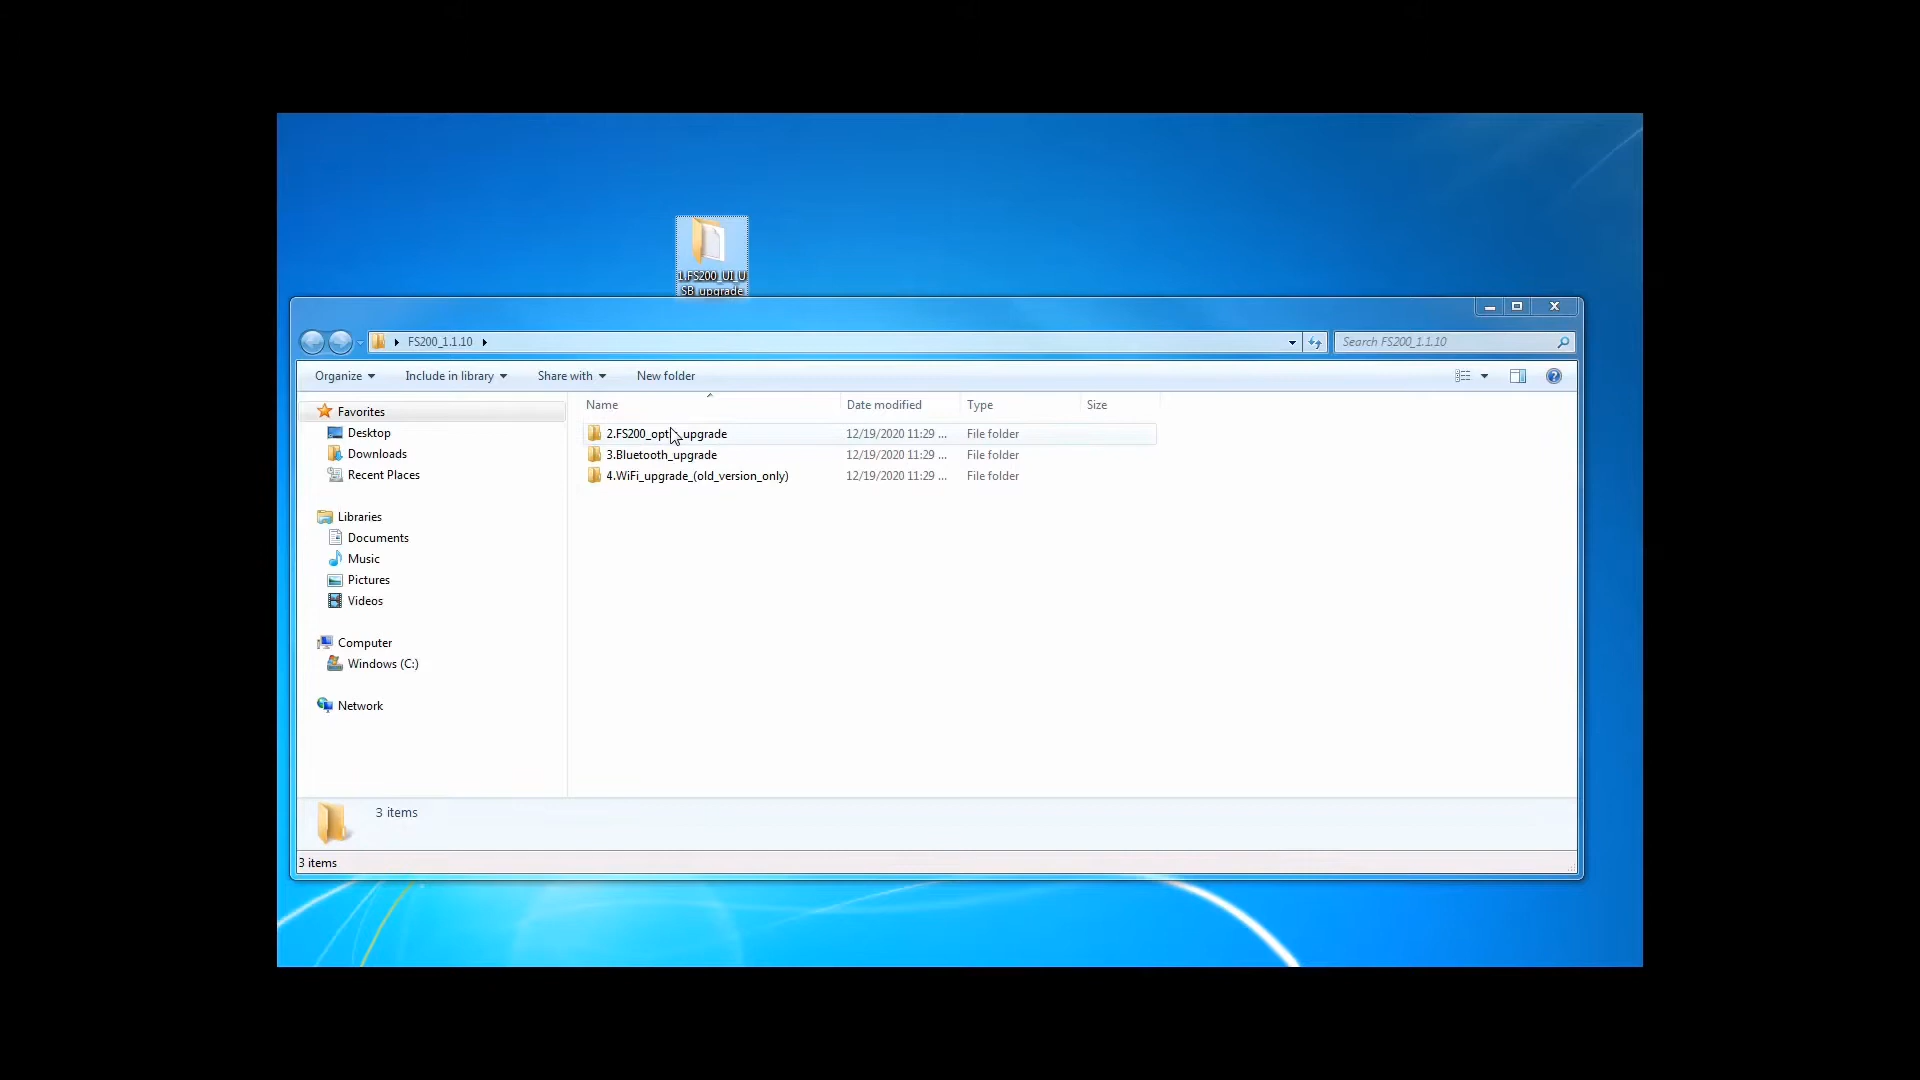 1.FS200_UI_U
SB_upgrade
FS200_1.1.10
Search FS200_1.1.10
Organize
Include in library
Share with
New folder
Name
Date modified
Type
Size
Favorites
Desktop
Downloads
Recent Places
Libraries
Documents
Music
Pictures
Videos
Computer
Windows (C:)
Network
2.FS200_opt upgrade 12/19/2020 11:29 ... File folder
3.Bluetooth_upgrade 12/19/2020 11:29 ... File folder
4.WiFi_upgrade_(old_version_only) 12/19/2020 11:29 ... File folder
3 items
3 items